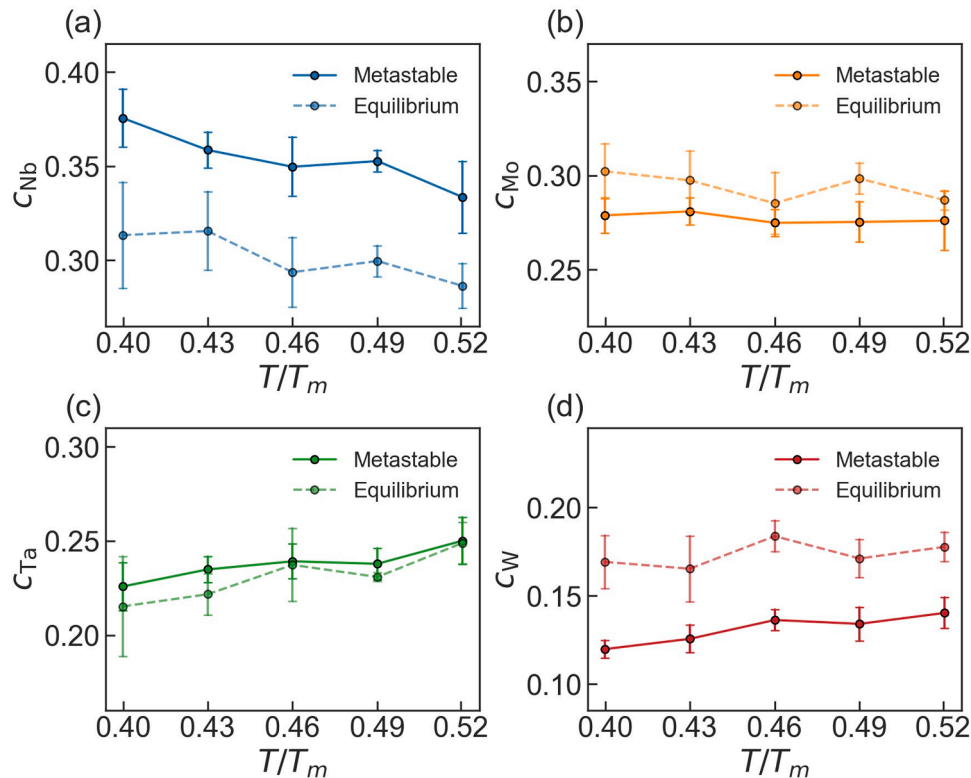 (a)
0.40
0.35
0.30
c_Nb
Metastable
Equilibrium
0.40 0.43 0.46 0.49 0.52
T/T_m
(b)
0.35
0.30
0.25
c_Mo
Metastable
Equilibrium
0.40 0.43 0.46 0.49 0.52
T/T_m
(c)
0.30
0.25
0.20
c_Ta
Metastable
Equilibrium
0.40 0.43 0.46 0.49 0.52
T/T_m
(d)
0.20
0.15
0.10
c_W
Metastable
Equilibrium
0.40 0.43 0.46 0.49 0.52
T/T_m